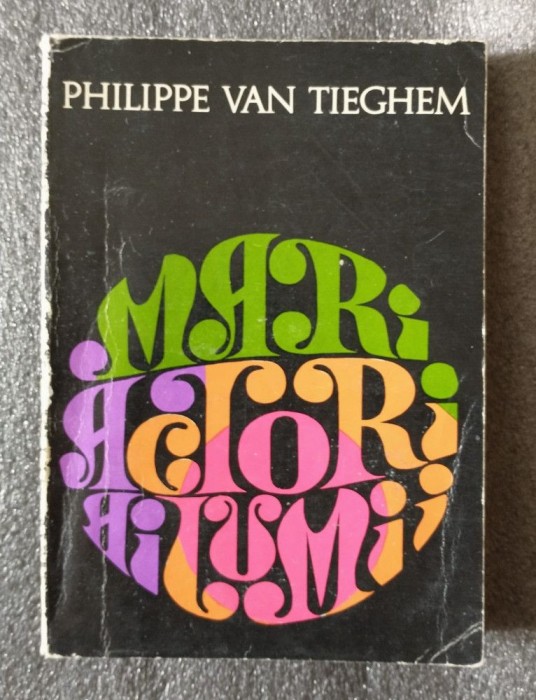 PHILIPPE VAN TIEGHEM
MARi
ACTORi
Ai LUMii